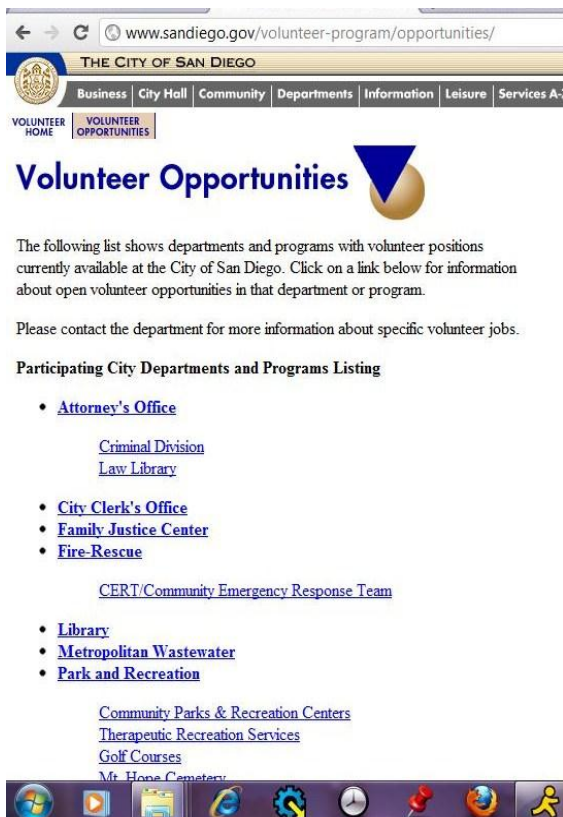 www.sandiego.gov/volunteer-program/opportunities/
THE CITY OF SAN DIEGO
Business City Hall Community Departments Information Leisure Services A-
VOLUNTEER HOME
VOLUNTEER OPPORTUNITIES
Volunteer Opportunities
The following list shows departments and programs with volunteer positions
currently available at the City of San Diego. Click on a link below for information
about open volunteer opportunities in that department or program.
Please contact the department for more information about specific volunteer jobs.
Participating City Departments and Programs Listing
Attorney's Office
Criminal Division
Law Library
City Clerk's Office
Family Justice Center
Fire-Rescue
CERT/Community Emergency Response Team
Library
Metropolitan Wastewater
Park and Recreation
Community Parks & Recreation Centers
Therapeutic Recreation Services
Golf Courses
Mt. Hope Cemetery